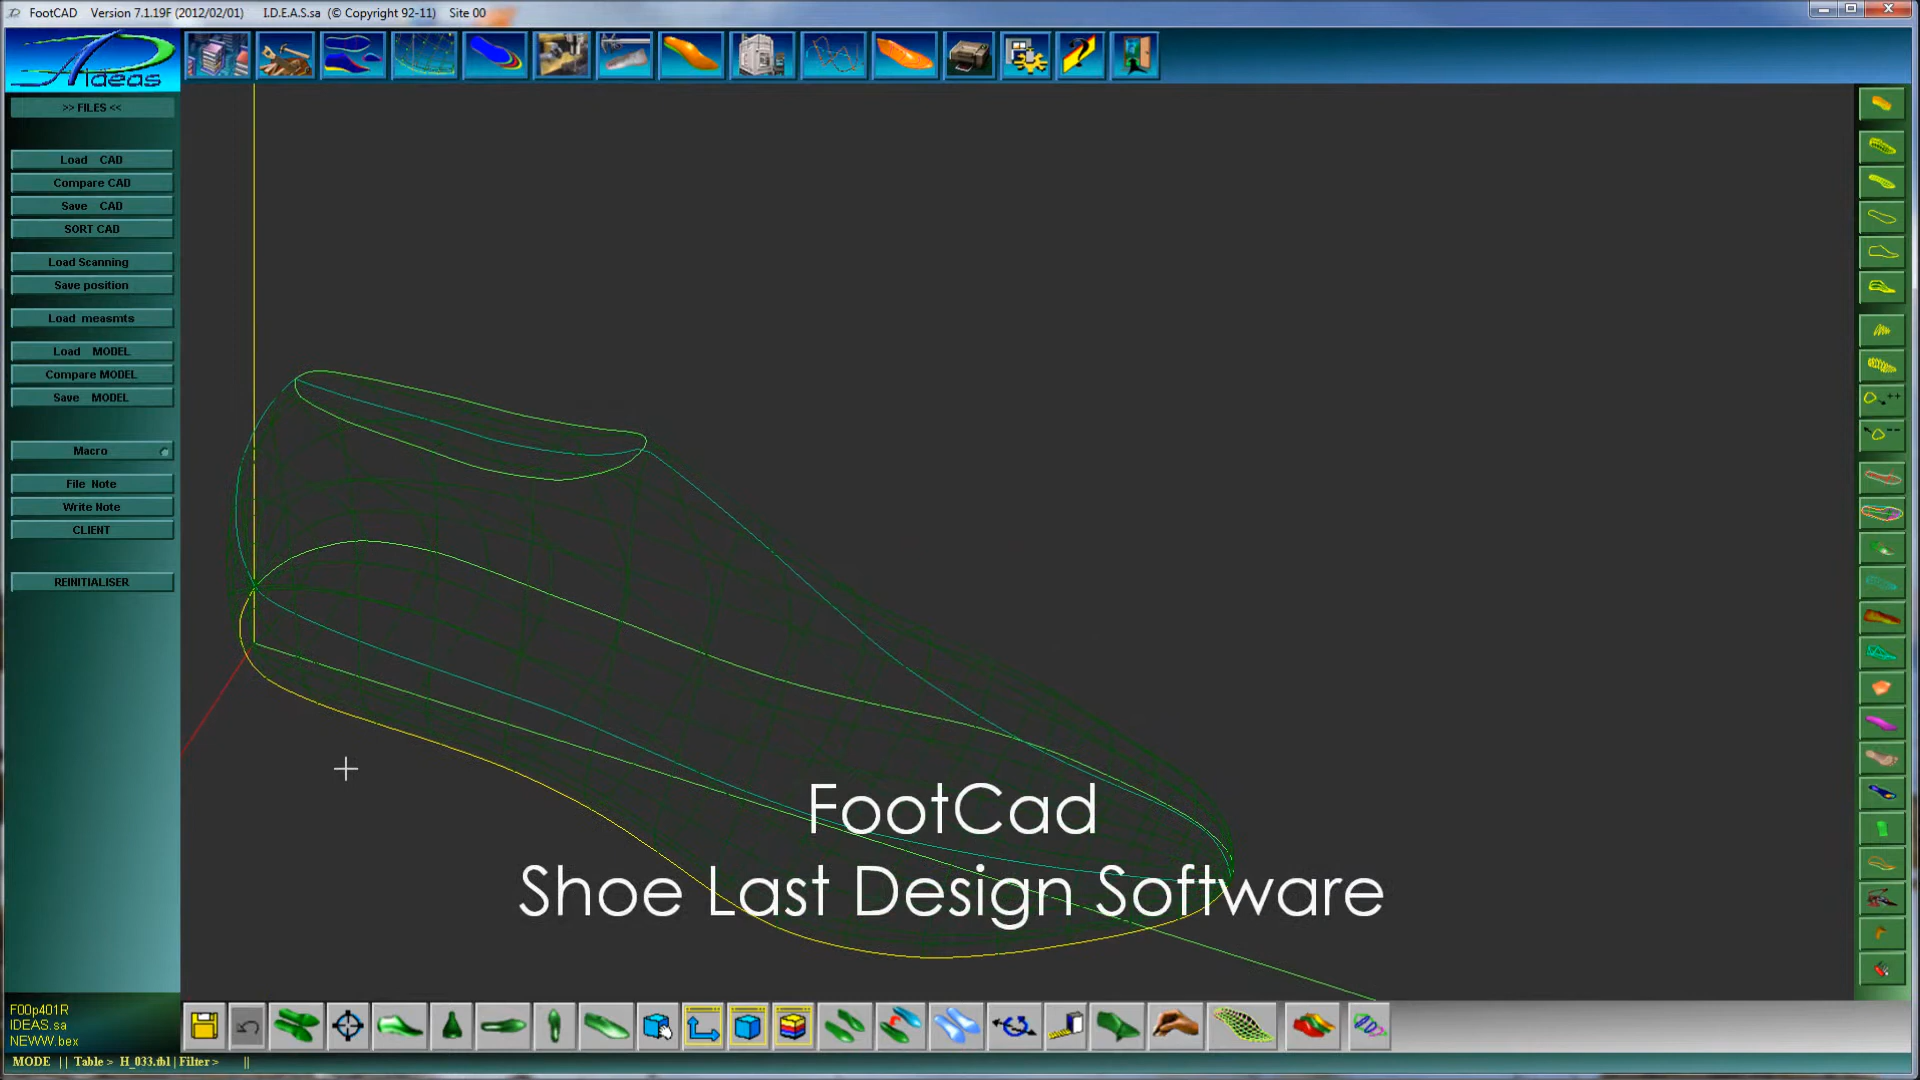 FootCAD Version 7.1.19F (2012/02/01) I.D.E.A.S.sa (© Copyright 92-11) Site 00
ideas
>> FILES <<
Load CAD
Compare CAD
Save CAD
SORT CAD
Load Scanning
Save position
Load measmts
Load MODEL
Compare MODEL
Save MODEL
Macro
File Note
Write Note
CLIENT
REINITIALISER
FootCad
Shoe Last Design Software
F00p401R
IDEAS.sa
NEWW.bex
MODE || Table > H_033.tbl | Filter > ||